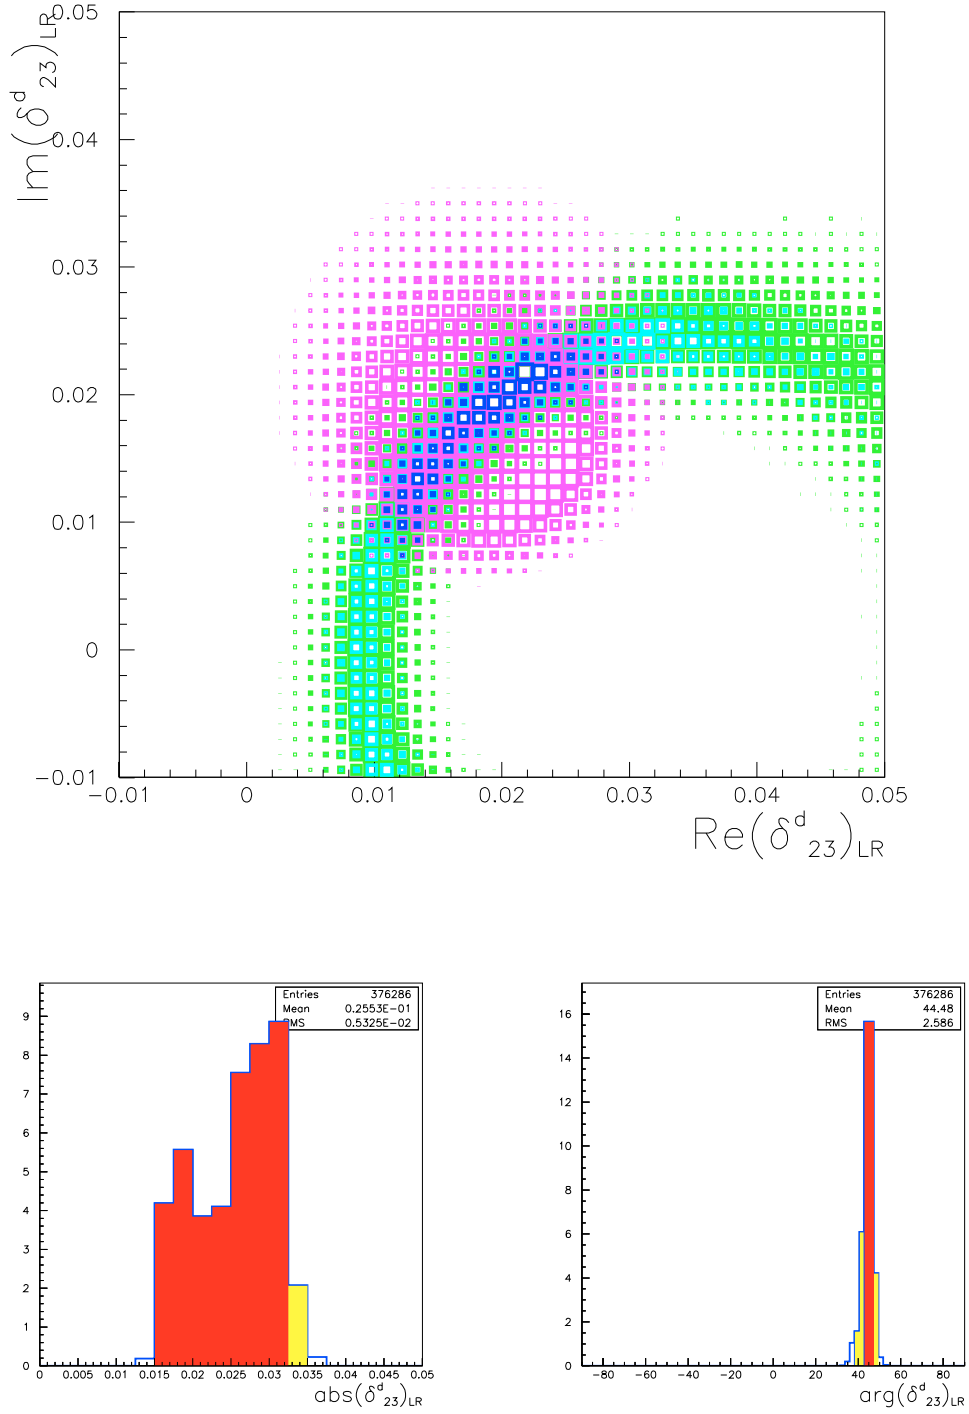 Im(δᵈ₂₃)LR
0.05
0.04
0.03
0.02
0.01
0
−0.01
−0.01 0 0.01 0.02 0.03 0.04 0.05
Re(δᵈ₂₃)LR
Entries 376286
Mean 0.2553E-01
RMS 0.5325E-02
9
8
7
6
5
4
3
2
1
0
0 0.005 0.01 0.015 0.02 0.025 0.03 0.035 0.04 0.045 0.05
abs(δᵈ₂₃)LR
Entries 376286
Mean 44.48
RMS 2.586
16
14
12
10
8
6
4
2
0
−80 −60 −40 −20 0 20 40 60 80
arg(δᵈ₂₃)LR